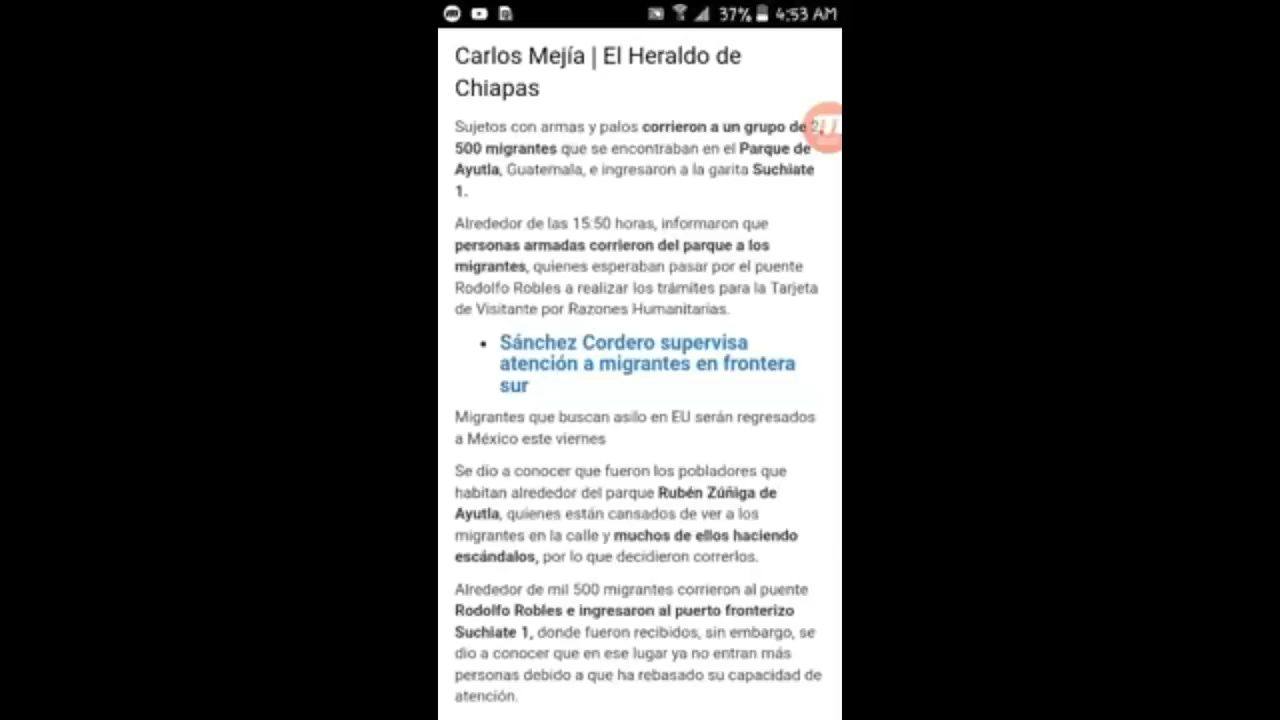 37% 4:53 AM
Carlos Mejía | El Heraldo de
Chiapas
Sujetos con armas y palos corrieron a un grupo de 2,
500 migrantes que se encontraban en el Parque de
Ayutla, Guatemala, e ingresaron a la garita Suchiate
1.
Alrededor de las 15:50 horas, informaron que
personas armadas corrieron del parque a los
migrantes, quienes esperaban pasar por el puente
Rodolfo Robles a realizar los trámites para la Tarjeta
de Visitante por Razones Humanitarias.
• Sánchez Cordero supervisa
atención a migrantes en frontera
sur
Migrantes que buscan asilo en EU serán regresados
a México este viernes
Se dio a conocer que fueron los pobladores que
habitan alrededor del parque Rubén Zúñiga de
Ayutla, quienes están cansados de ver a los
migrantes en la calle y muchos de ellos haciendo
escándalos, por lo que decidieron correrlos.
Alrededor de mil 500 migrantes corrieron al puente
Rodolfo Robles e ingresaron al puerto fronterizo
Suchiate 1, donde fueron recibidos, sin embargo, se
dio a conocer que en ese lugar ya no entran más
personas debido a que ha rebasado su capacidad de
atención.